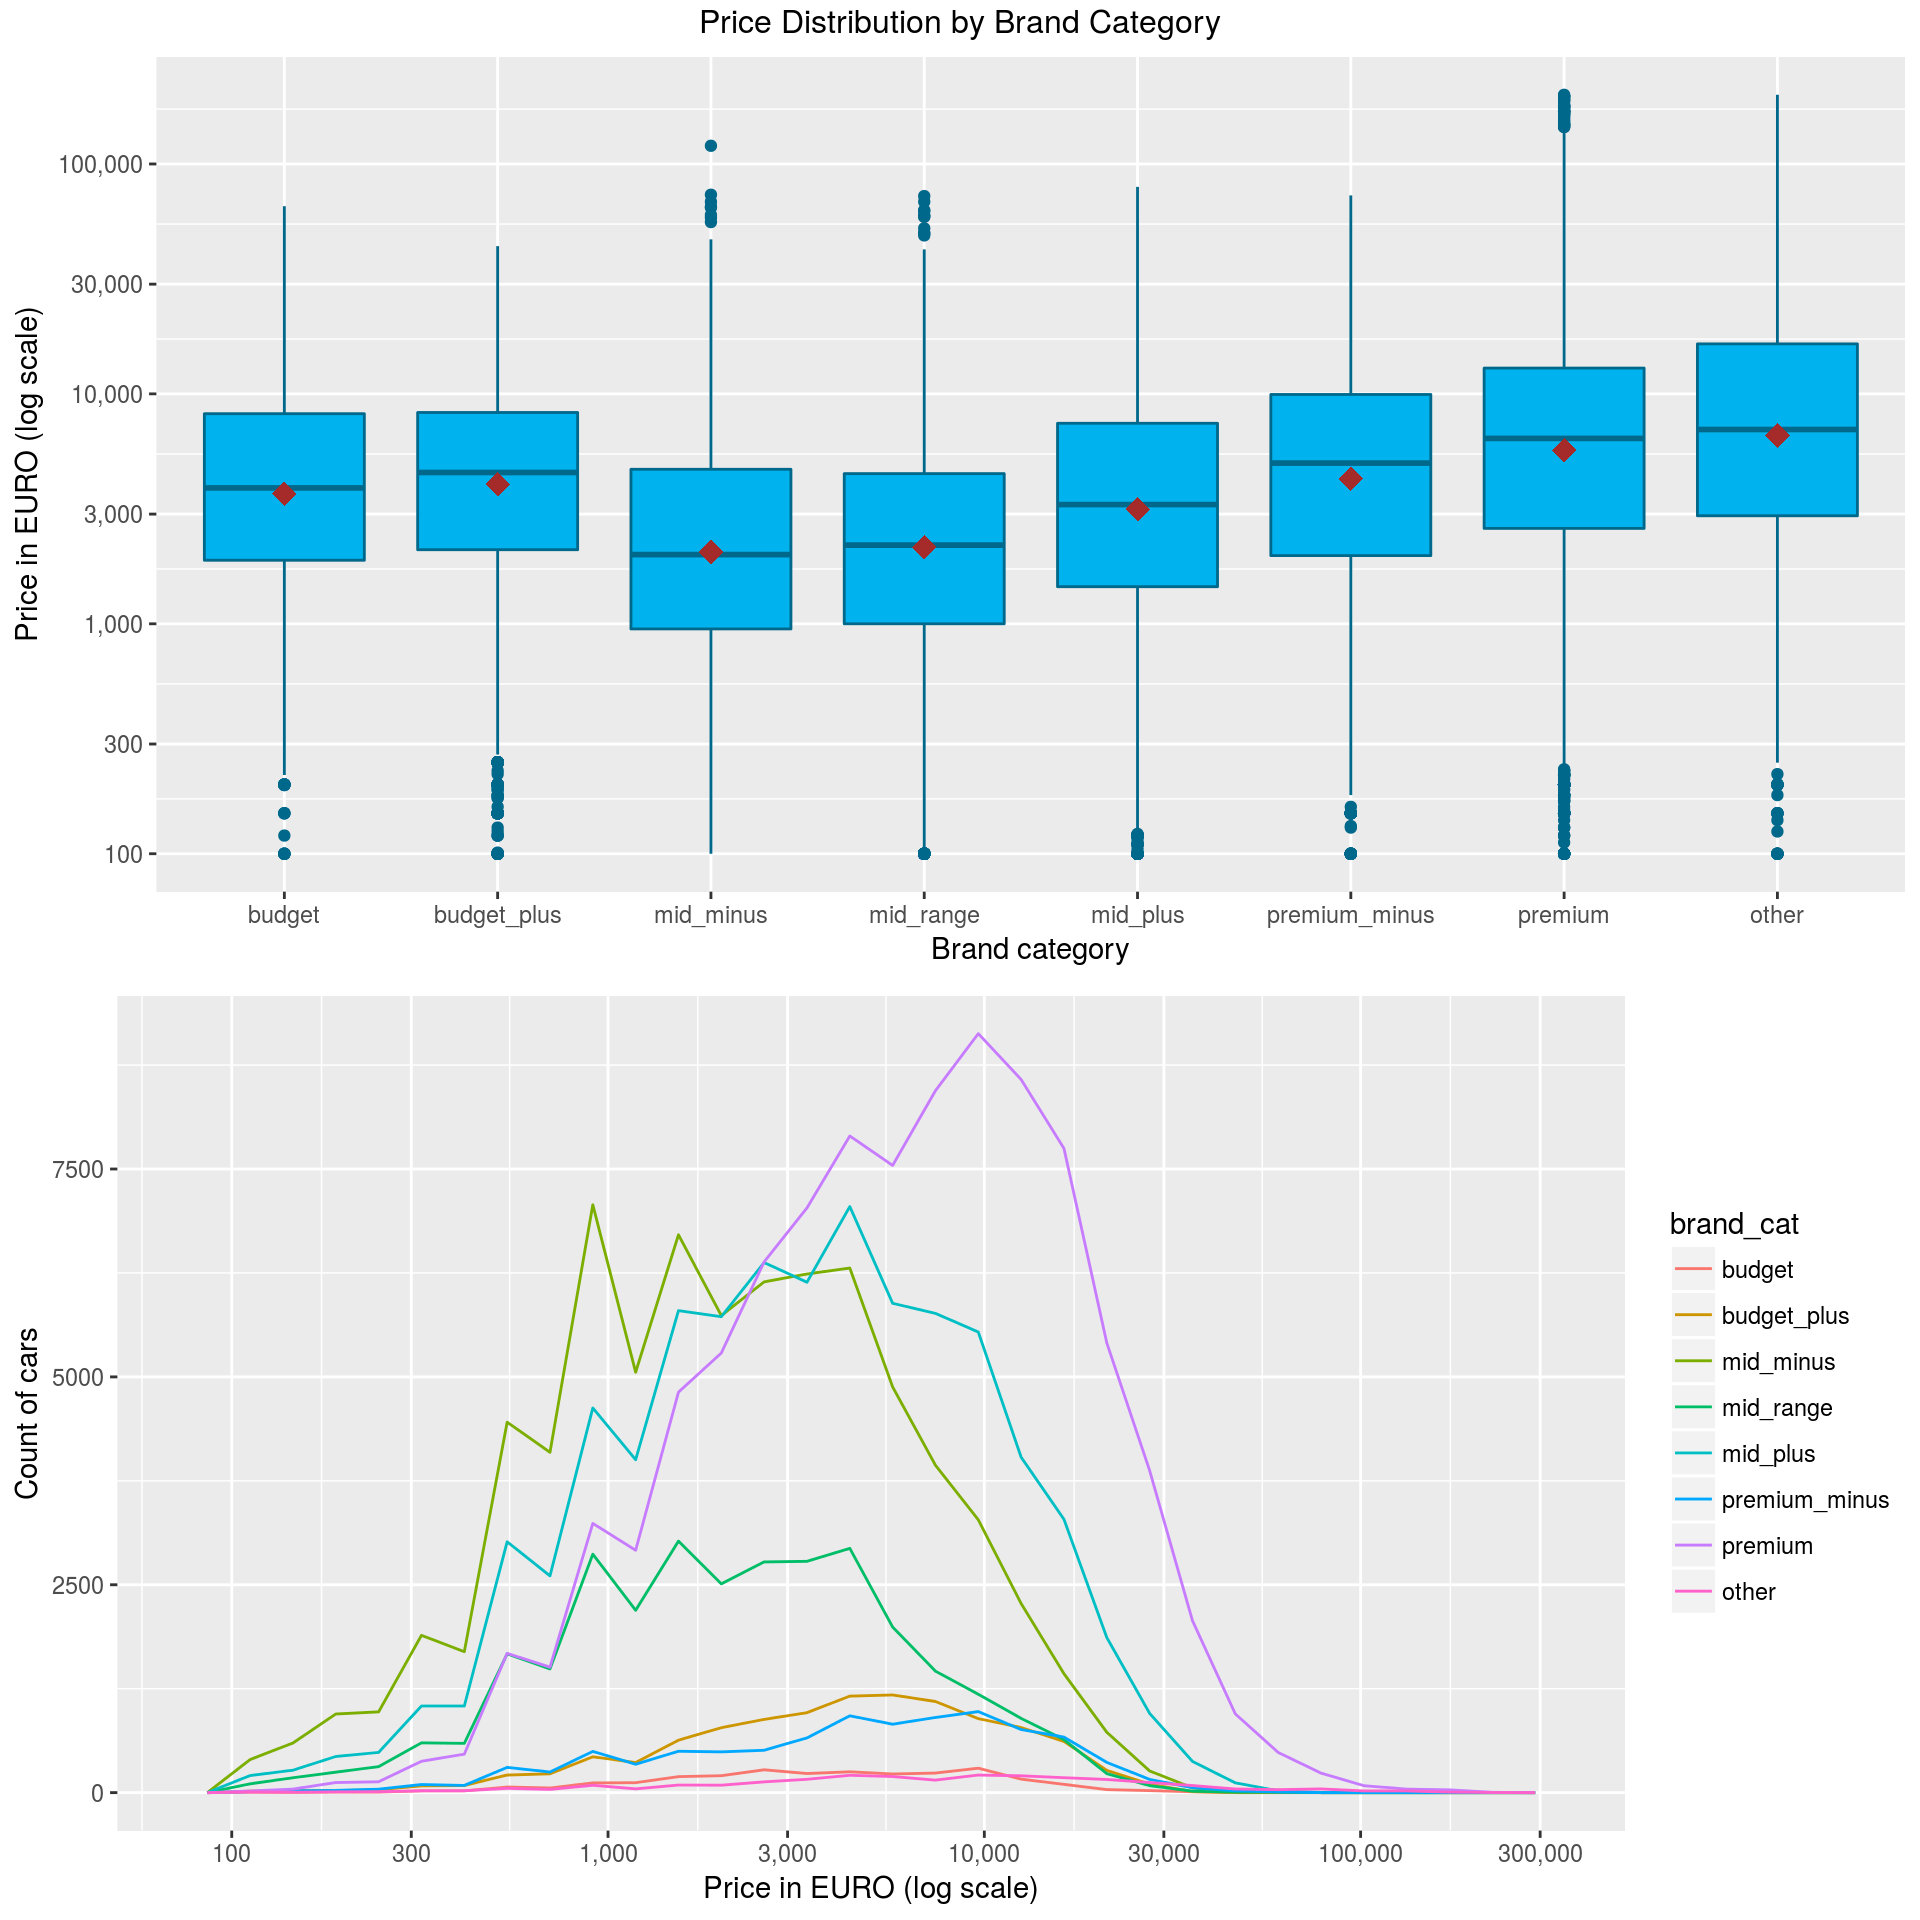 Price Distribution by Brand Category
Price in EURO (log scale)
100,000
30,000
10,000
3,000
1,000
300
100
budget budget_plus mid_minus mid_range mid_plus premium_minus premium other
Brand category
Count of cars
7500
5000
2500
0
100 300 1,000 3,000 10,000 30,000 100,000 300,000
Price in EURO (log scale)
brand_cat
budget
budget_plus
mid_minus
mid_range
mid_plus
premium_minus
premium
other